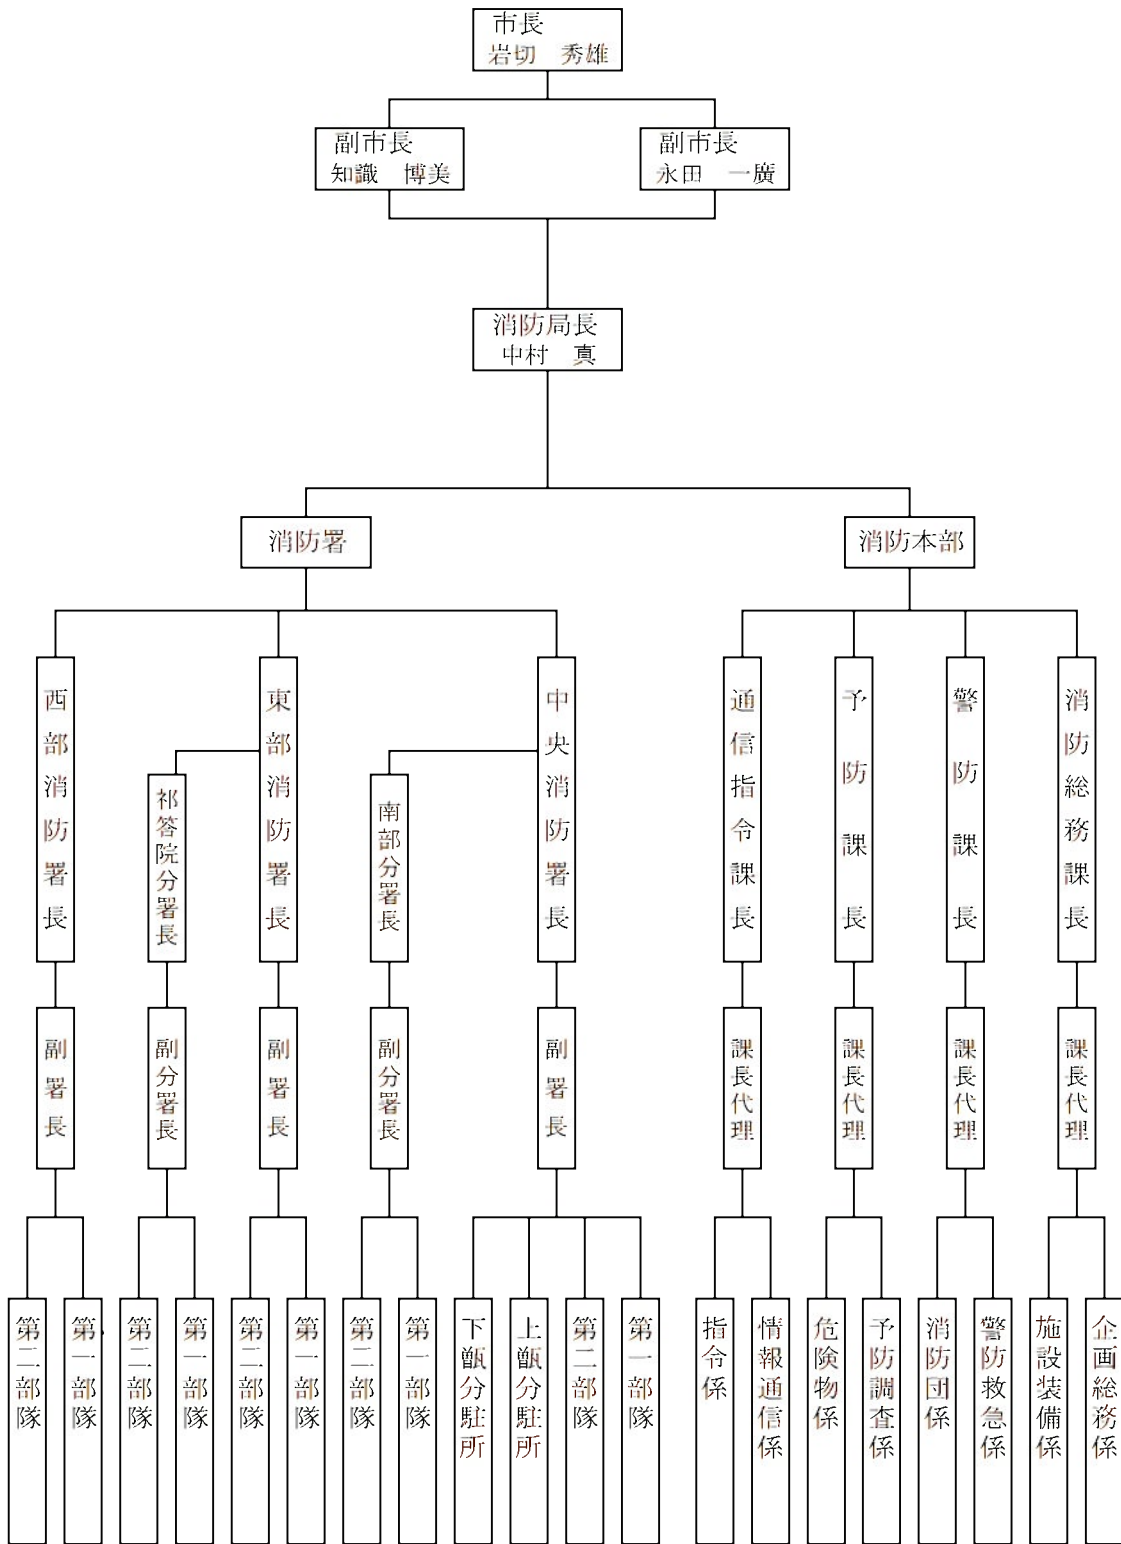 市長
岩切　秀雄
副市長
知識　博美
副市長
永田　一廣
消防局長
中村　真
消防署
消防本部
西部消防署長
東部消防署長
中央消防署長
通信指令課長
予防課長
警防課長
消防総務課長
祁答院分署長
南部分署長
副署長
副分署長
副署長
副分署長
副署長
課長代理
課長代理
課長代理
課長代理
第二部隊
第一部隊
第二部隊
第一部隊
第二部隊
第一部隊
第二部隊
第一部隊
下甑分駐所
上甑分駐所
第二部隊
第一部隊
指令係
情報通信係
危険物係
予防調査係
消防団係
警防救急係
施設装備係
企画総務係